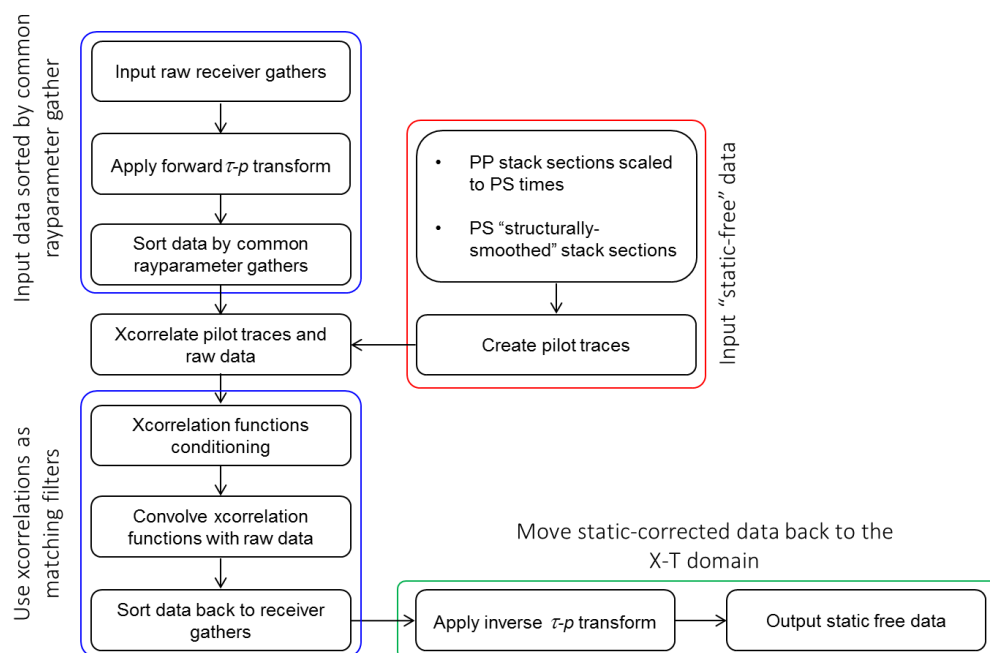 Input data sorted by common
rayparameter gather
Input raw receiver gathers
Apply forward τ-p transform
Sort data by common
rayparameter gathers
• PP stack sections scaled
to PS times
• PS “structurally-
smoothed” stack sections
Create pilot traces
Input “static-free” data
Xcorrelate pilot traces and
raw data
Use xcorrelations as
matching filters
Xcorrelation functions
conditioning
Convolve xcorrelation
functions with raw data
Sort data back to receiver
gathers
Move static-corrected data back to the
X-T domain
Apply inverse τ-p transform
Output static free data